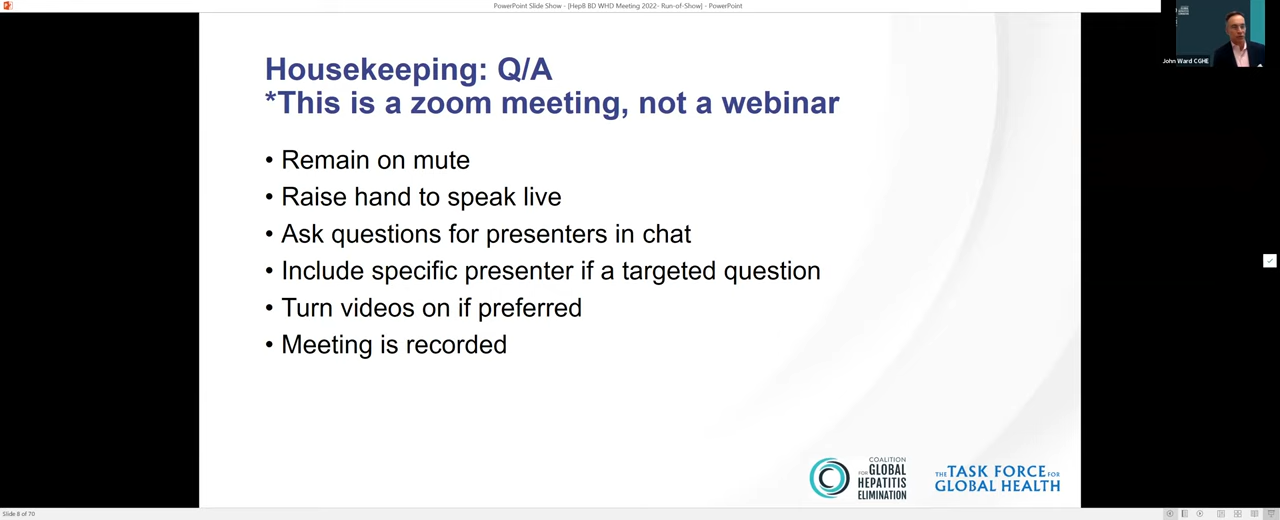 PowerPoint Slide Show - [HepB BD WHD Meeting 2022- Run-of-Show] - PowerPoint
John Ward CGHE
Housekeeping: Q/A
*This is a zoom meeting, not a webinar
• Remain on mute
• Raise hand to speak live
• Ask questions for presenters in chat
• Include specific presenter if a targeted question
• Turn videos on if preferred
• Meeting is recorded
COALITION
FOR GLOBAL
HEPATITIS
ELIMINATION
THE TASK FORCE FOR
GLOBAL HEALTH
Slide 8 of 70